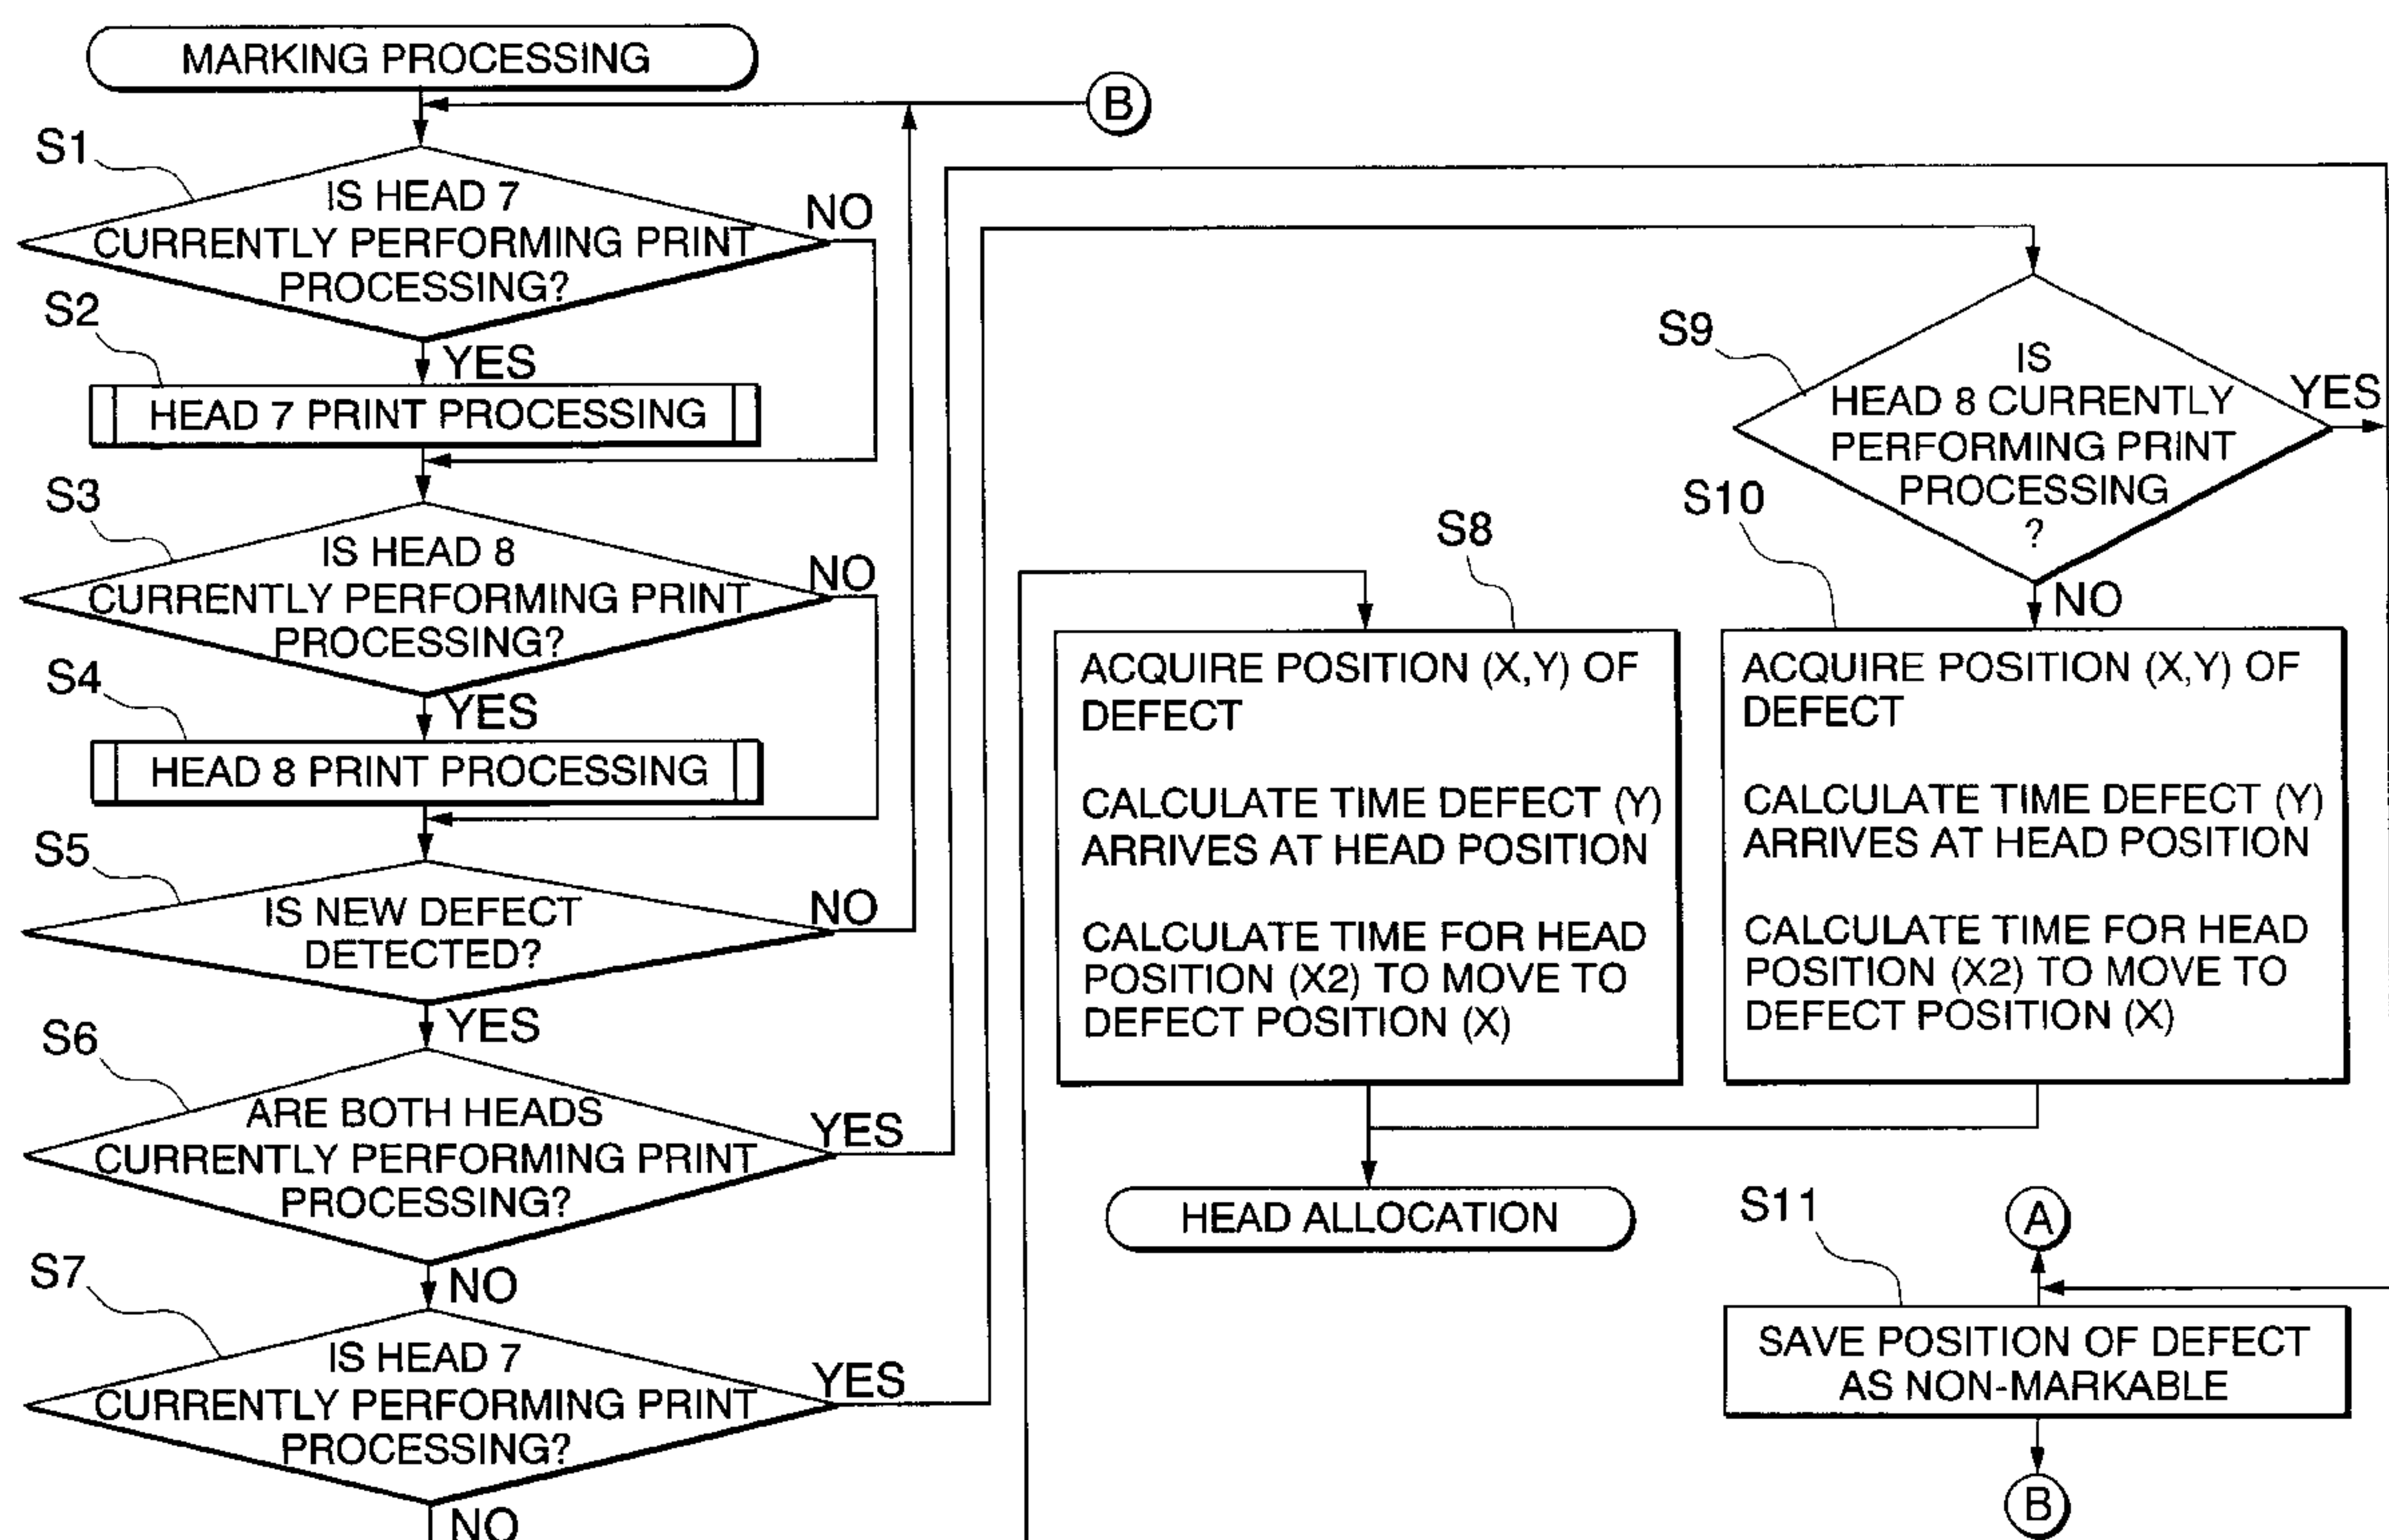 MARKING PROCESSING
B
S1
IS HEAD 7
CURRENTLY PERFORMING PRINT
PROCESSING?
NO
YES
S2
HEAD 7 PRINT PROCESSING
S3
IS HEAD 8
CURRENTLY PERFORMING PRINT
PROCESSING?
NO
YES
S4
HEAD 8 PRINT PROCESSING
S5
IS NEW DEFECT
DETECTED?
NO
YES
S6
ARE BOTH HEADS
CURRENTLY PERFORMING PRINT
PROCESSING?
YES
NO
S7
IS HEAD 7
CURRENTLY PERFORMING PRINT
PROCESSING?
YES
NO
S8
ACQUIRE POSITION (X,Y) OF
DEFECT
CALCULATE TIME DEFECT (Y)
ARRIVES AT HEAD POSITION
CALCULATE TIME FOR HEAD
POSITION (X2) TO MOVE TO
DEFECT POSITION (X)
HEAD ALLOCATION
S9
IS
HEAD 8 CURRENTLY
PERFORMING PRINT
PROCESSING
?
YES
NO
S10
ACQUIRE POSITION (X,Y) OF
DEFECT
CALCULATE TIME DEFECT (Y)
ARRIVES AT HEAD POSITION
CALCULATE TIME FOR HEAD
POSITION (X2) TO MOVE TO
DEFECT POSITION (X)
S11
A
SAVE POSITION OF DEFECT
AS NON-MARKABLE
B